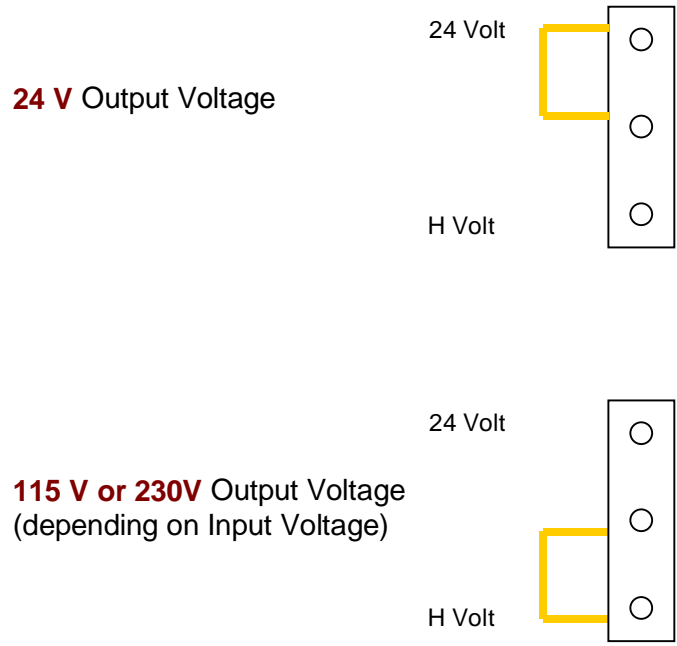 24 Volt
24 V Output Voltage
H Volt
24 Volt
115 V or 230V Output Voltage
(depending on Input Voltage)
H Volt